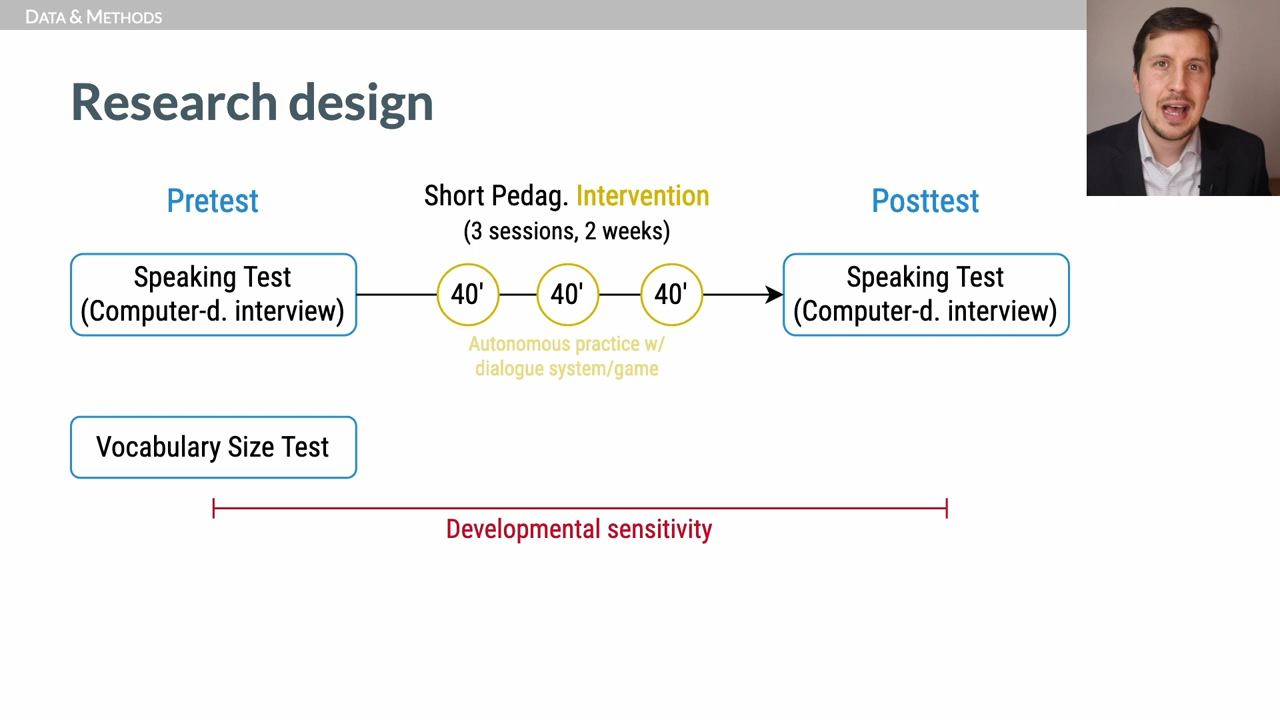 DATA & METHODS
Research design
Pretest
Short Pedag. Intervention
(3 sessions, 2 weeks)
Posttest
Speaking Test
(Computer-d. interview)
40'
40'
40'
Speaking Test
(Computer-d. interview)
Autonomous practice w/
dialogue system/game
Vocabulary Size Test
Developmental sensitivity